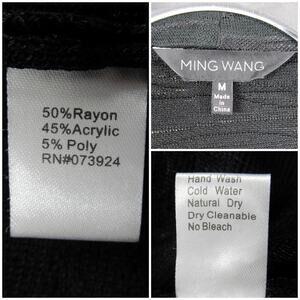 50%Rayon
45%Acrylic
5% Poly
RN#073924
MING WANG
M
Made in
China
Hand Wash
Cold Water
Natural Dry
Dry Cleanable
No Bleach